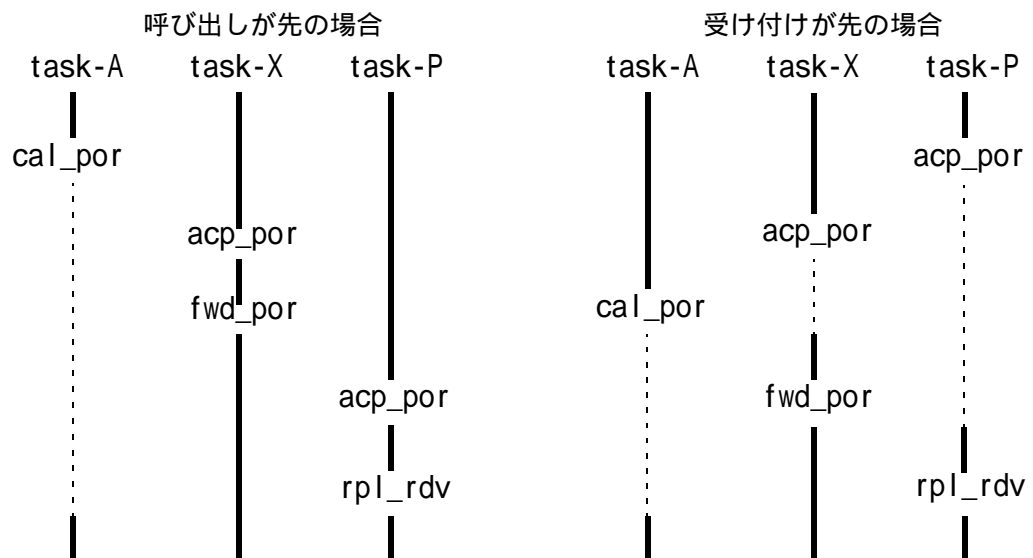 呼び出しが先の場合
task-A task-X task-P
cal_por
acp_por
fwd_por
acp_por
rpl_rdv
受け付けが先の場合
task-A task-X task-P
acp_por
acp_por
cal_por
fwd_por
rpl_rdv